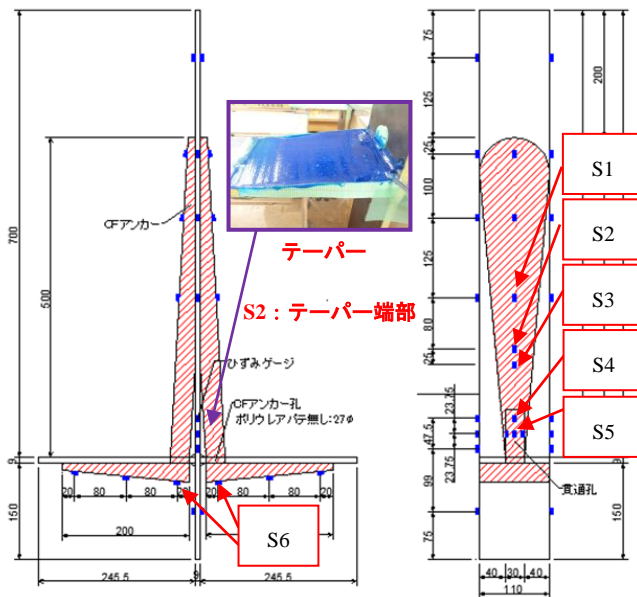 75
125
25
100
125
80
25
23.75
47.5
23.75
99
75
700
500
9
150
CFアンカー
テーパー
S2：テーパー端部
ひずみゲージ
CFアンカー孔
ポリウレアパテ無し:27φ
20 80 80 20
20 80 80 20
200
245.5 9 245.5
S6
200
S1
S2
S3
S4
S5
貫通孔
9
150
40 30 40
110